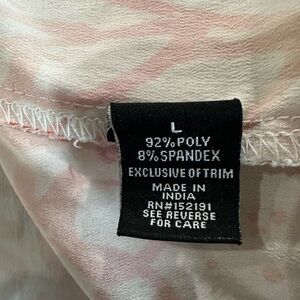 L
92%POLY
8%SPANDEX
EXCLUSIVE OF TRIM
MADE IN
INDIA
RN#152191
SEE REVERSE
FOR CARE